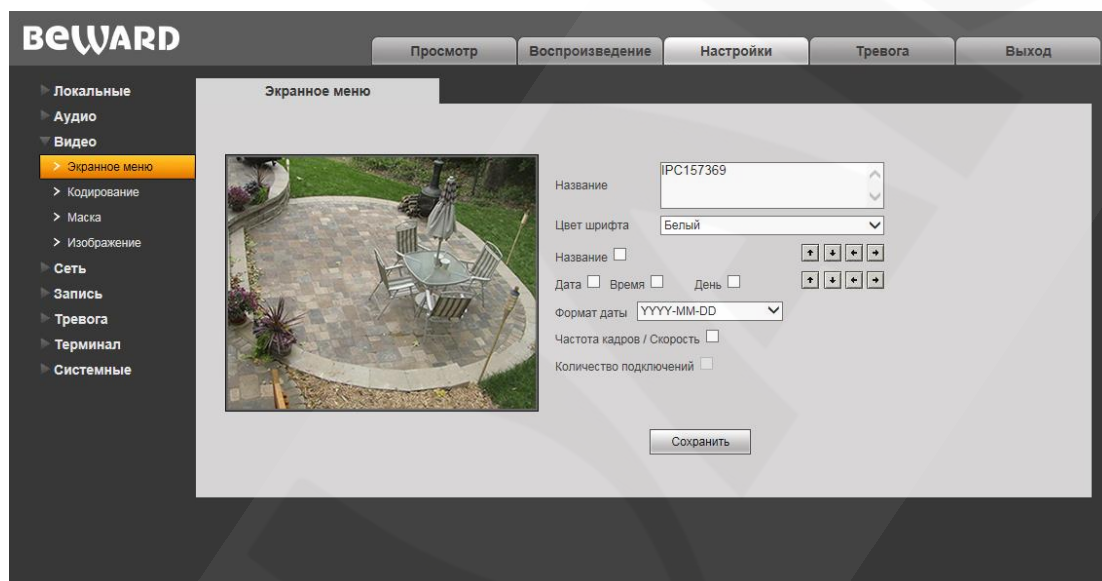 BEWARD
Просмотр Воспроизведение Настройки Тревога Выход
Локальные
Аудио
Видео
> Экранное меню
> Кодирование
> Маска
> Изображение
Сеть
Запись
Тревога
Терминал
Системные
Экранное меню
Название IPC157369
Цвет шрифта Белый
Название
Дата Время День
Формат даты YYYY-MM-DD
Частота кадров / Скорость
Количество подключений
Сохранить